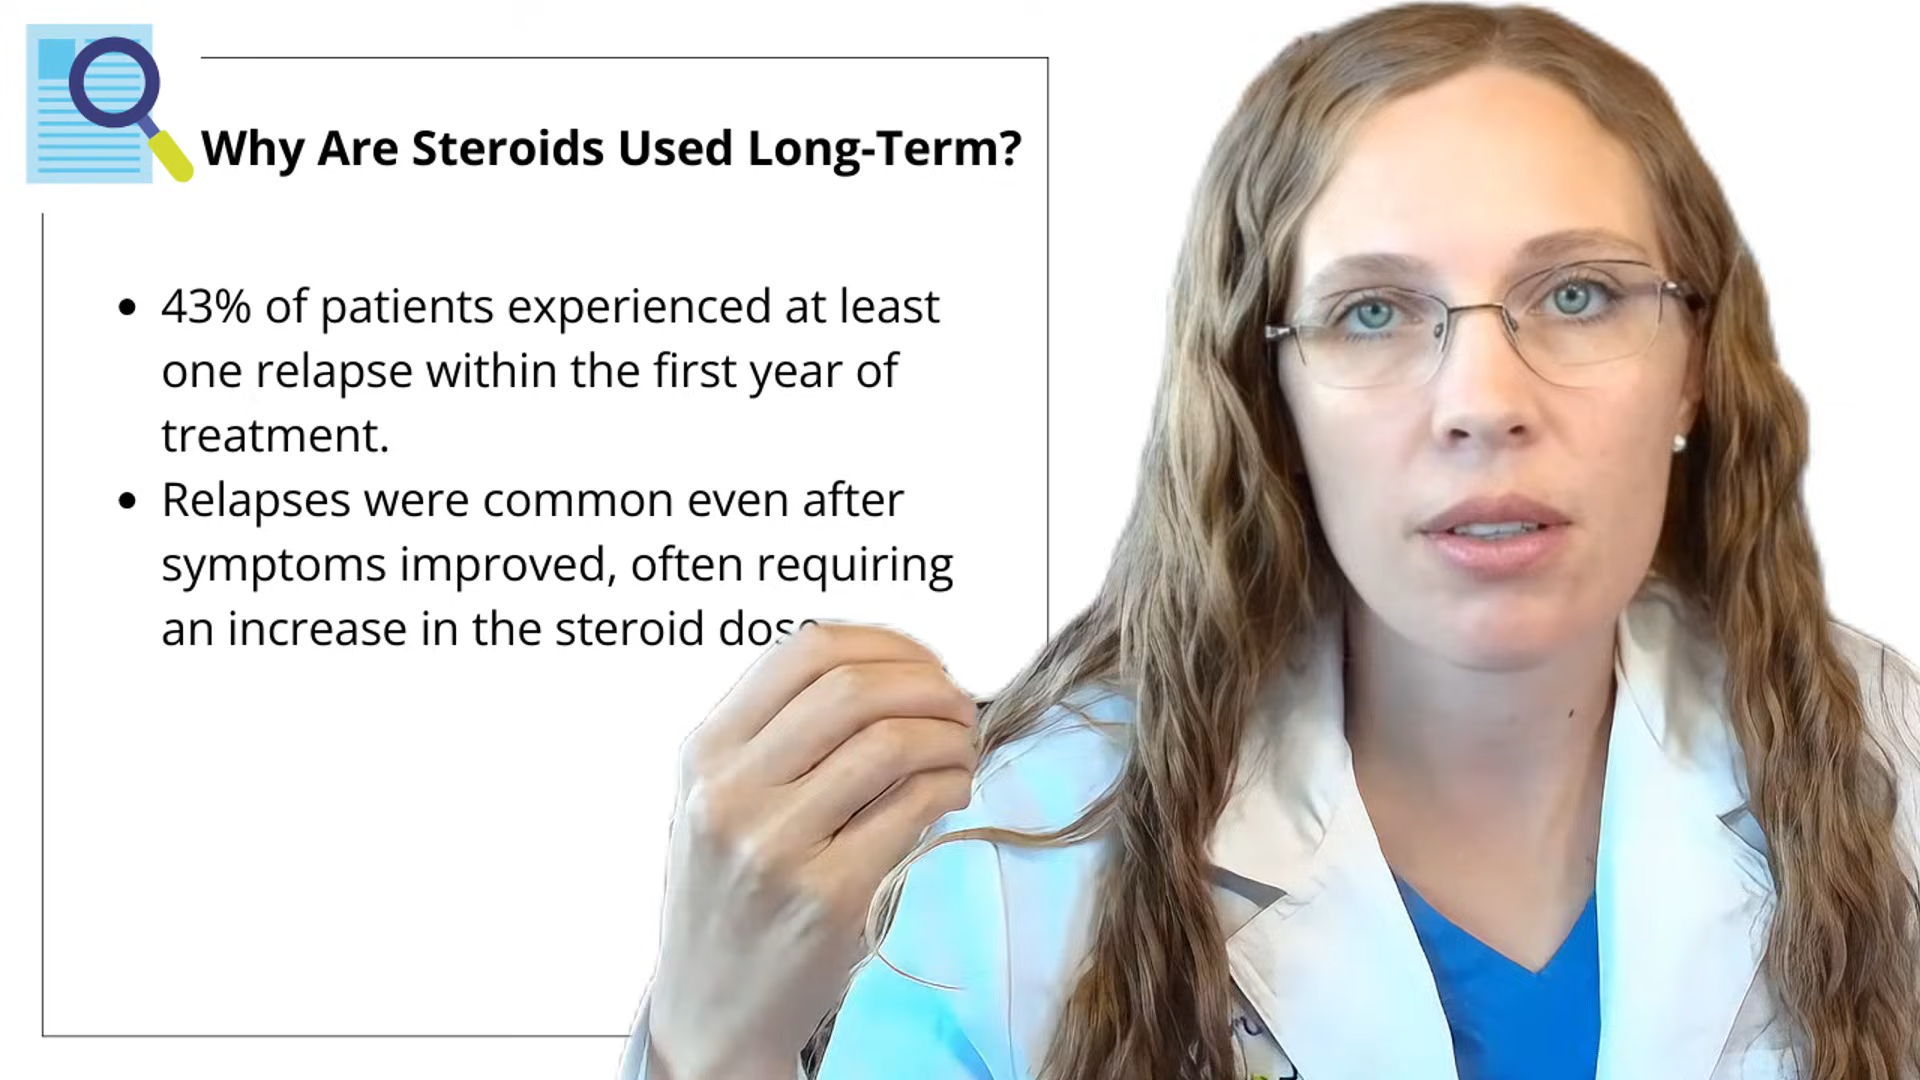 Why Are Steroids Used Long-Term?
• 43% of patients experienced at least
one relapse within the first year of
treatment.
• Relapses were common even after
symptoms improved, often requiring
an increase in the steroid dose